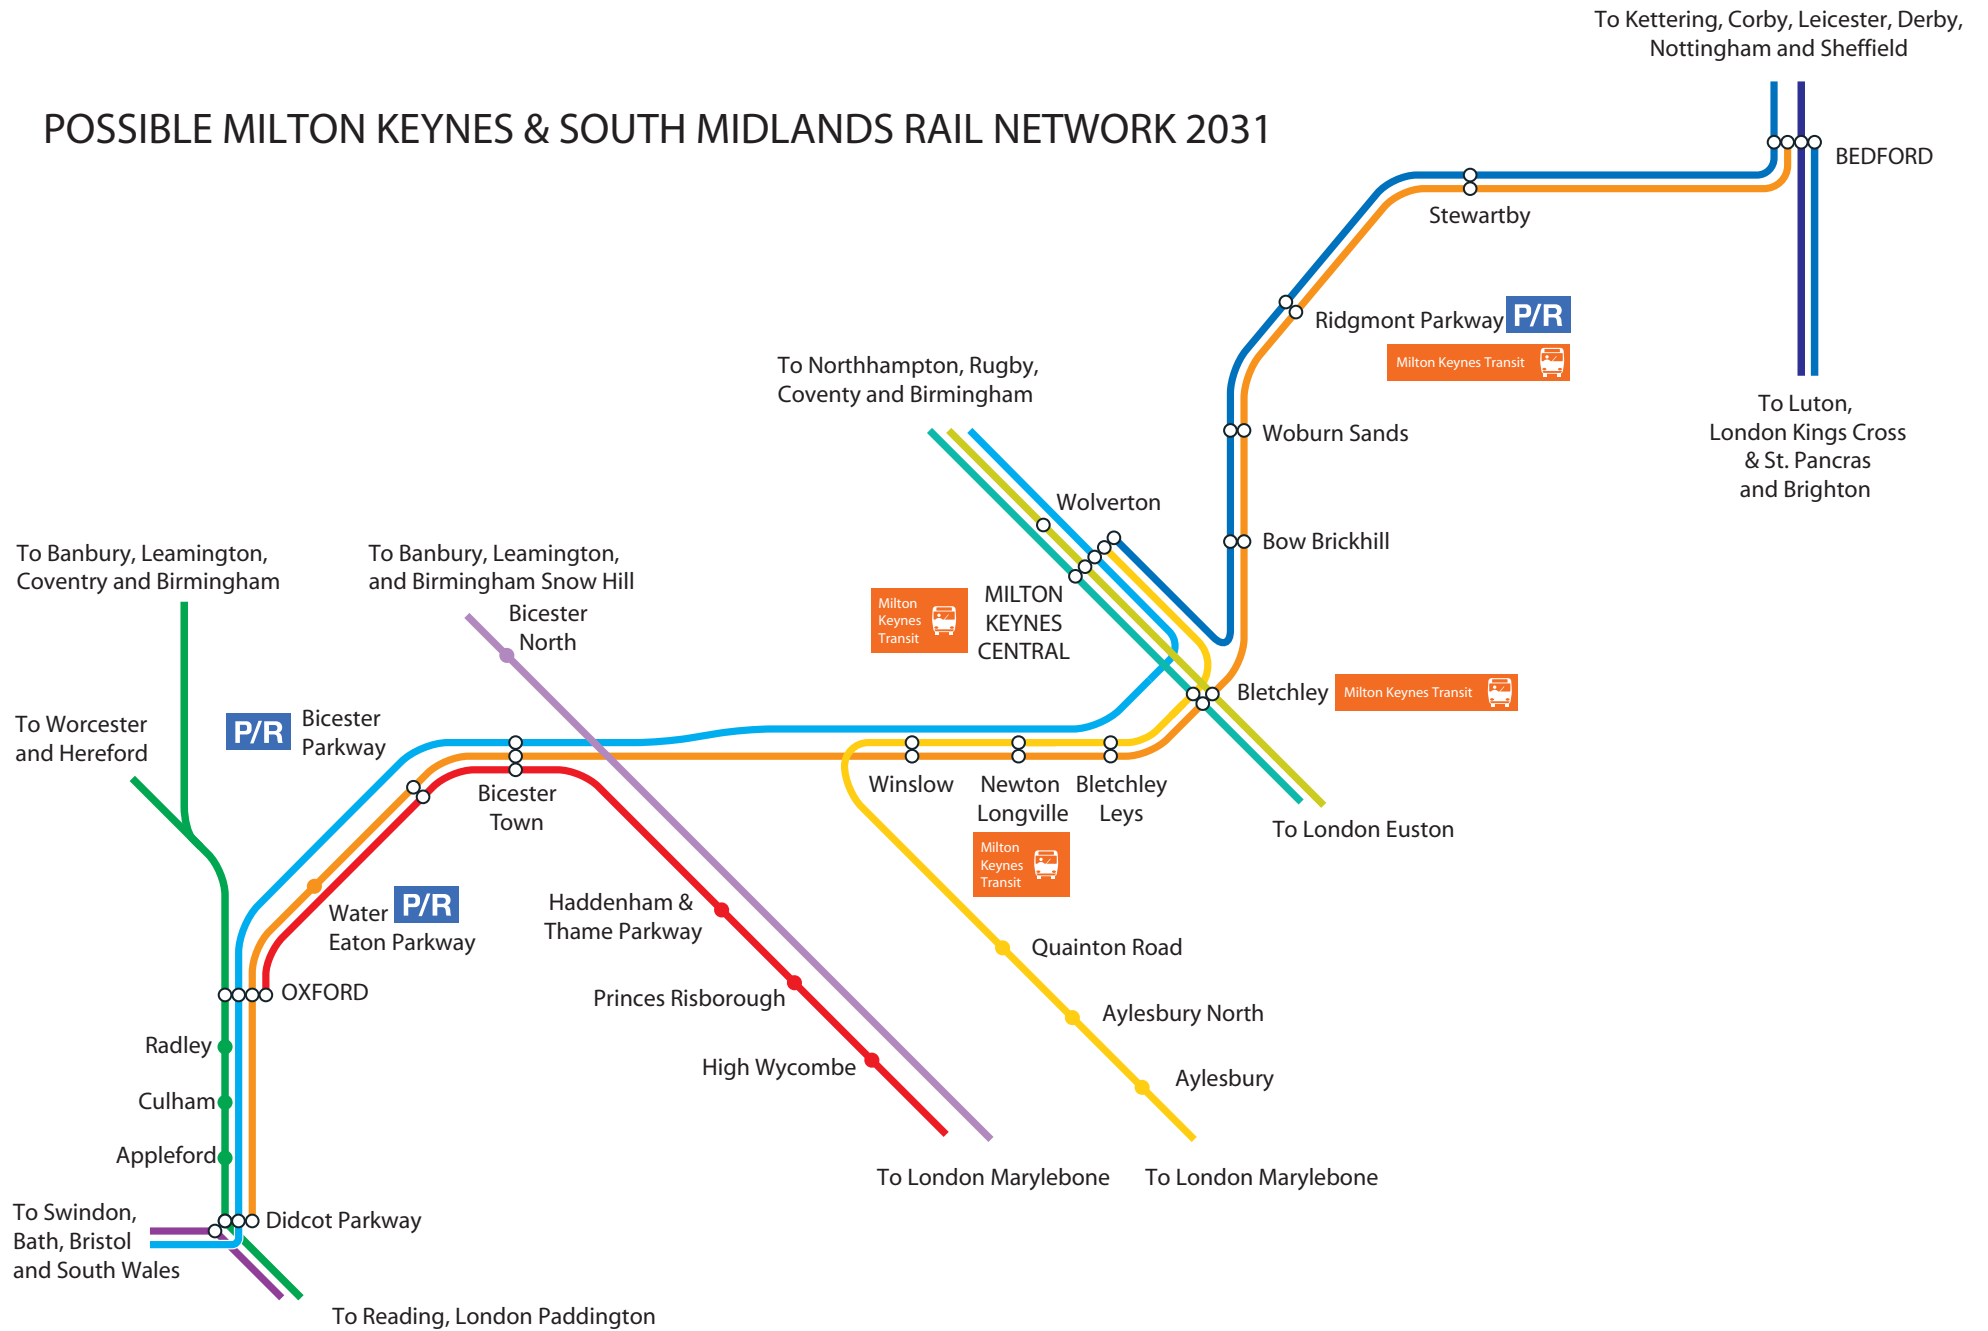 To Kettering, Corby, Leicester, Derby,
Nottingham and Sheffield
POSSIBLE MILTON KEYNES & SOUTH MIDLANDS RAIL NETWORK 2031
BEDFORD
Stewartby
Ridgmont Parkway P/R
Milton Keynes Transit
To Northhampton, Rugby,
Coventy and Birmingham
To Luton,
London Kings Cross
& St. Pancras
and Brighton
Woburn Sands
Wolverton
Bow Brickhill
To Banbury, Leamington,
Coventry and Birmingham
To Banbury, Leamington,
and Birmingham Snow Hill
Bicester
North
Milton
Keynes
Transit
MILTON
KEYNES
CENTRAL
Bletchley
Milton Keynes Transit
To Worcester
and Hereford
P/R
Bicester
Parkway
Bicester
Town
Winslow
Newton
Longville
Bletchley
Leys
Milton
Keynes
Transit
To London Euston
Water P/R
Eaton Parkway
Haddenham &
Thame Parkway
Quainton Road
OXFORD
Princes Risborough
Aylesbury North
Radley
High Wycombe
Aylesbury
Culham
Appleford
To London Marylebone
To London Marylebone
To Swindon,
Bath, Bristol
and South Wales
Didcot Parkway
To Reading, London Paddington